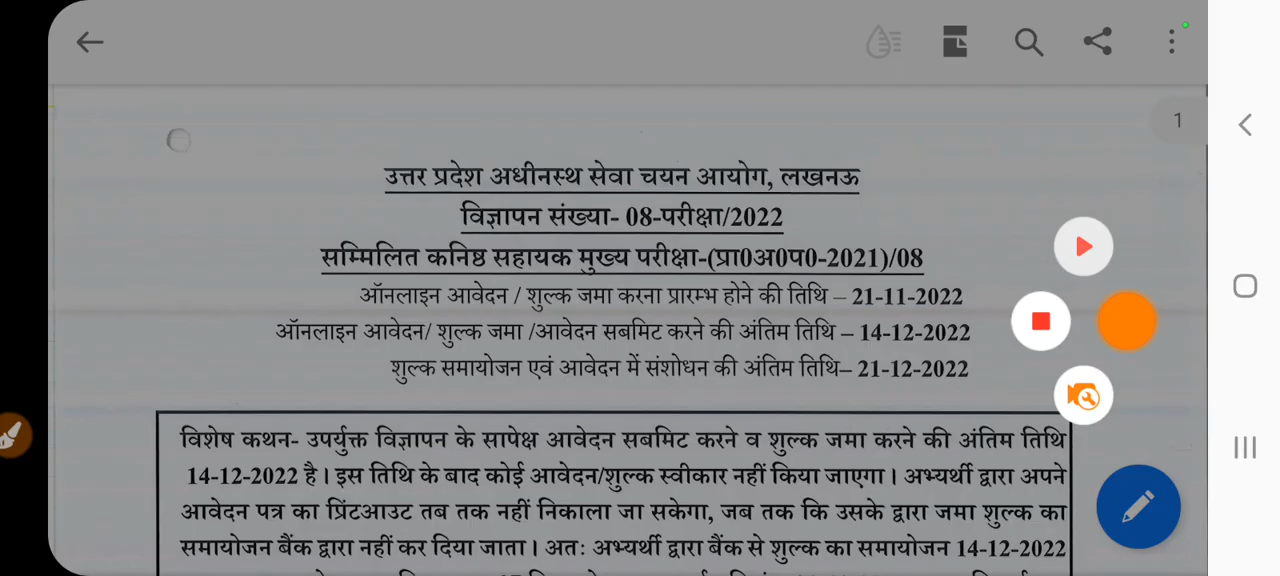 1
उत्तर प्रदेश अधीनस्थ सेवा चयन आयोग, लखनऊ
विज्ञापन संख्या- 08-परीक्षा/2022
सम्मिलित कनिष्ठ सहायक मुख्य परीक्षा-(प्रा0अ0प0-2021)/08
ऑनलाइन आवेदन / शुल्क जमा करना प्रारम्भ होने की तिथि – 21-11-2022
ऑनलाइन आवेदन/ शुल्क जमा /आवेदन सबमिट करने की अंतिम तिथि – 14-12-2022
शुल्क समायोजन एवं आवेदन में संशोधन की अंतिम तिथि– 21-12-2022
विशेष कथन- उपर्युक्त विज्ञापन के सापेक्ष आवेदन सबमिट करने व शुल्क जमा करने की अंतिम तिथि
14-12-2022 है। इस तिथि के बाद कोई आवेदन/शुल्क स्वीकार नहीं किया जाएगा। अभ्यर्थी द्वारा अपने
आवेदन पत्र का प्रिंटआउट तब तक नहीं निकाला जा सकेगा, जब तक कि उसके द्वारा जमा शुल्क का
समायोजन बैंक द्वारा नहीं कर दिया जाता। अतः अभ्यर्थी द्वारा बैंक से शुल्क का समायोजन 14-12-2022